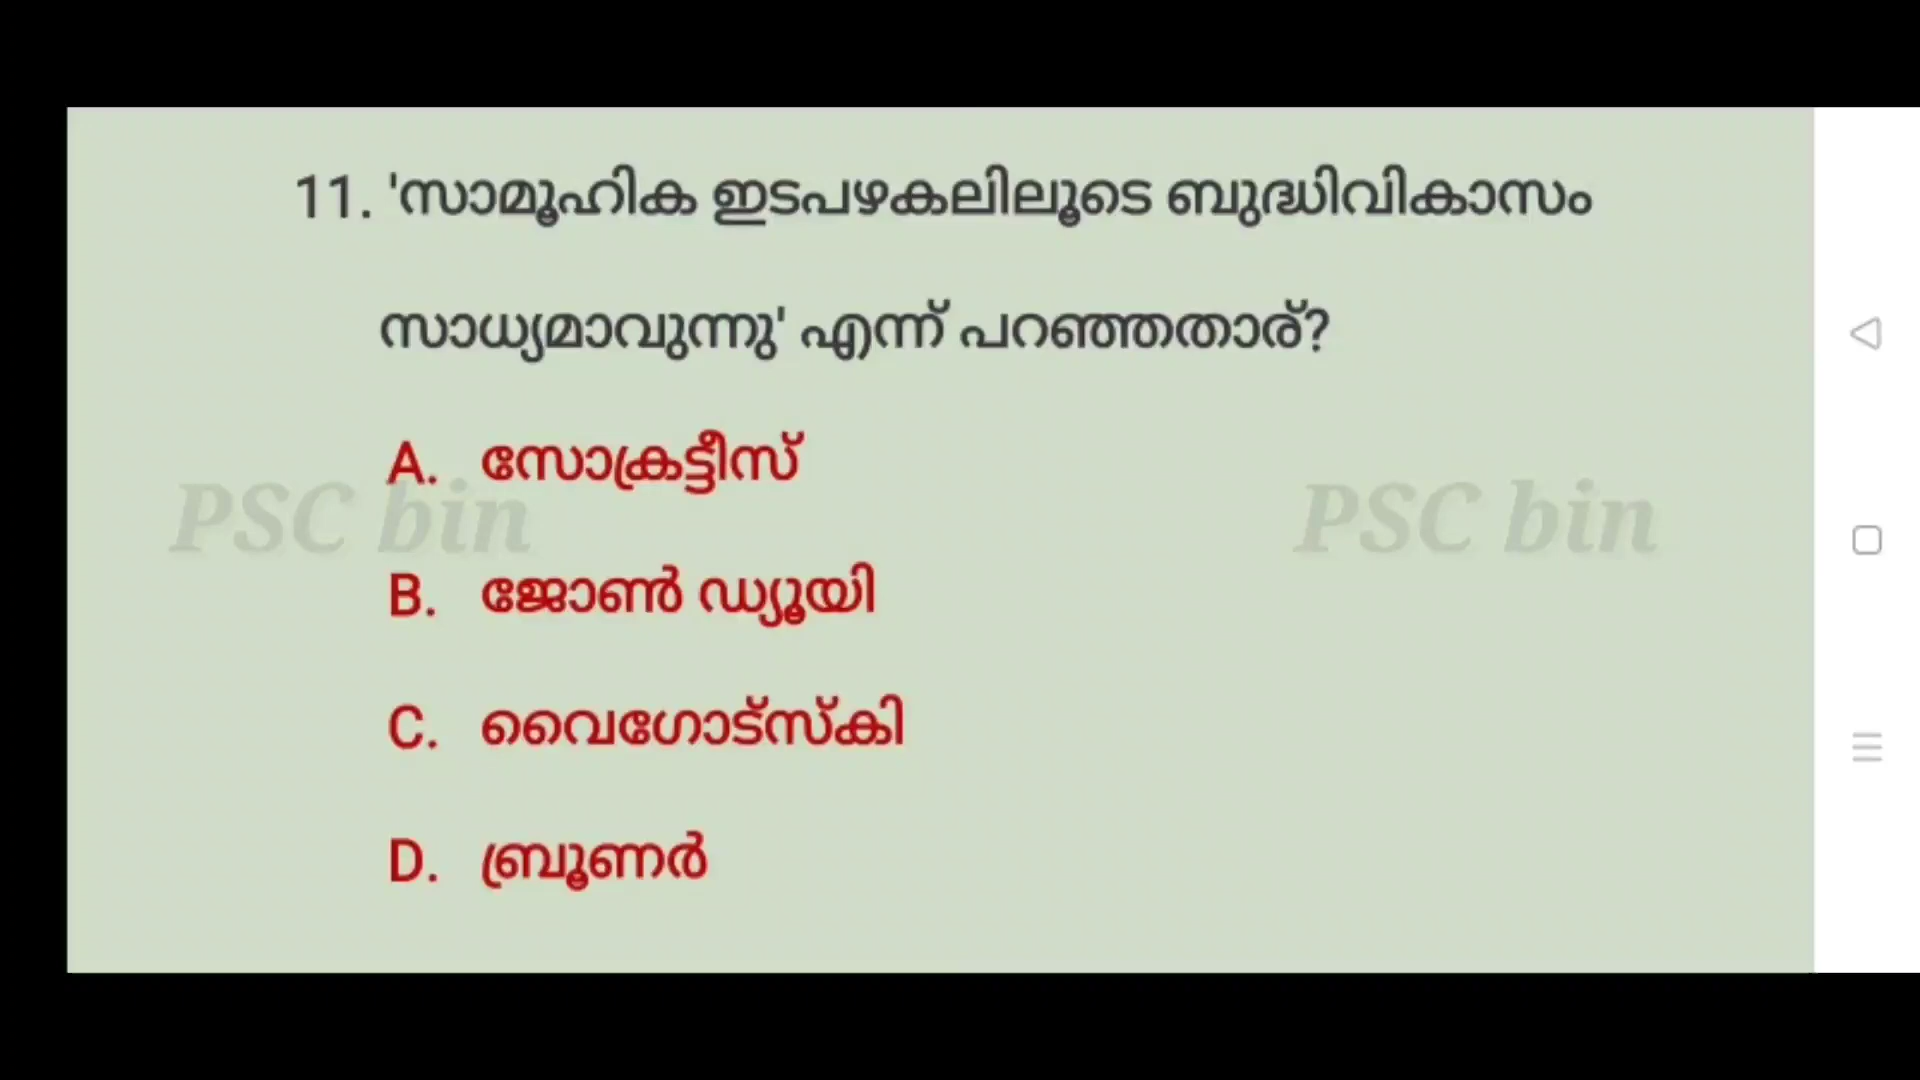 11. 'സാമൂഹിക ഇടപഴകലിലൂടെ ബുദ്ധിവികാസം
സാധ്യമാവുന്നു' എന്ന് പറഞ്ഞതാര്?
A. സോക്രട്ടീസ്
PSC bin PSC bin
B. ജോൺ ഡ്യൂയി
C. വൈഗോട്സ്കി
D. ബ്രൂണർ